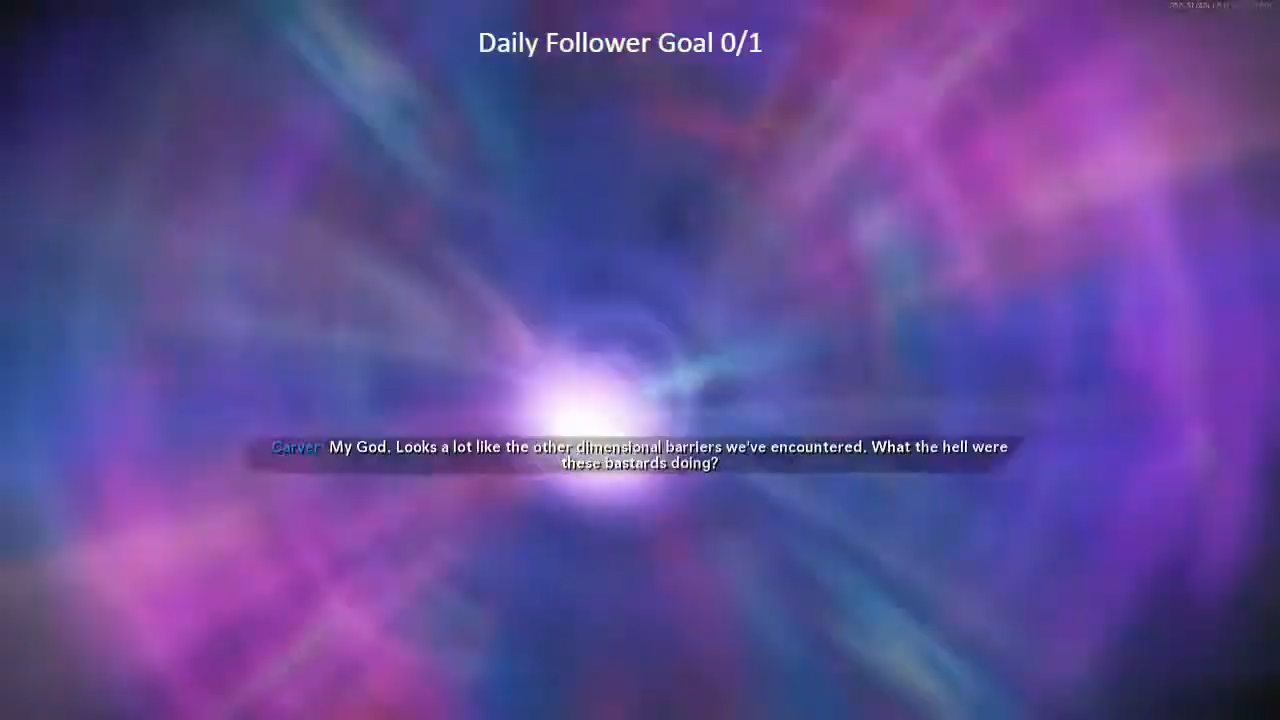 Daily Follower Goal 0/1
Carver: My God. Looks a lot like the other dimensional barriers we've encountered. What the hell were
these bastards doing?